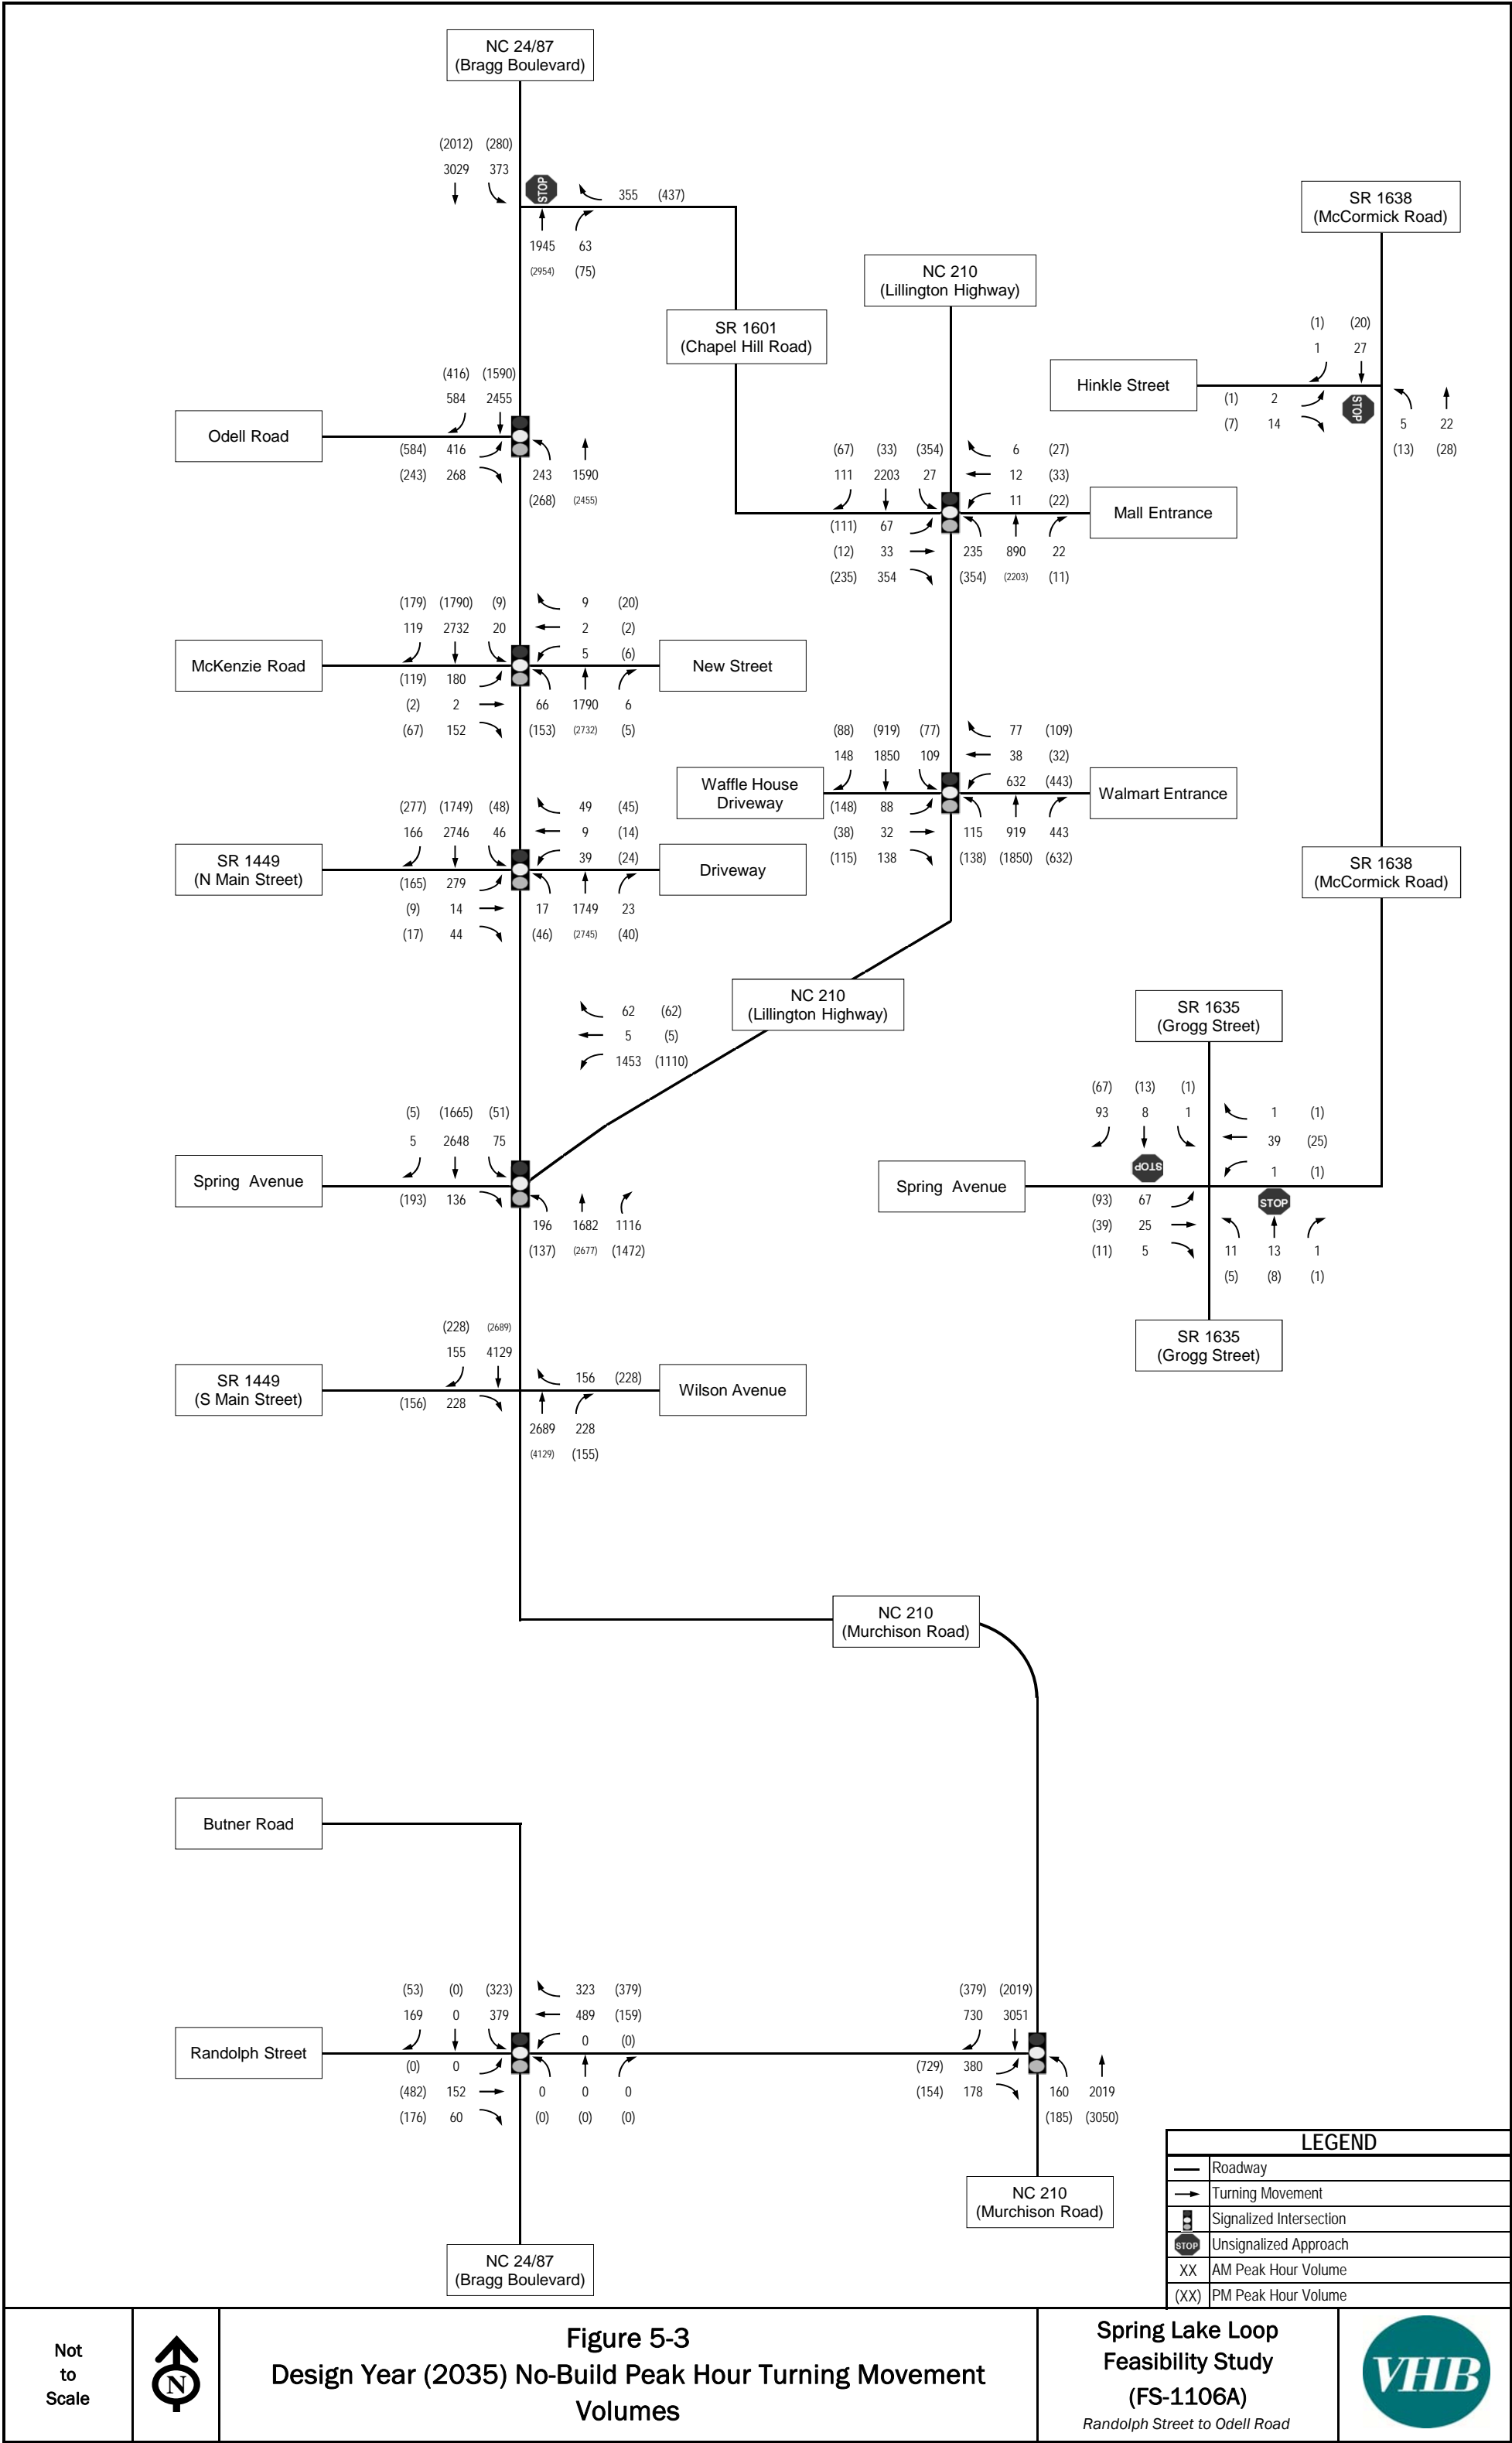 NC 24/87
(Bragg Boulevard)
(2012) (280)
3029 373
STOP
355 (437)
1945 63
(2954) (75)
SR 1638
(McCormick Road)
NC 210
(Lillington Highway)
SR 1601
(Chapel Hill Road)
(1) (20)
1 27
Hinkle Street
(1) 2
(7) 14
STOP
5 22
(13) (28)
(416) (1590)
584 2455
Odell Road
(584) 416
(243) 268
243 1590
(268) (2455)
(67) (33) (354)
111 2203 27
6 (27)
12 (33)
11 (22)
Mall Entrance
(111) 67
(12) 33
(235) 354
235 890 22
(354) (2203) (11)
(179) (1790) (9)
119 2732 20
9 (20)
2 (2)
5 (6)
McKenzie Road
New Street
(119) 180
(2) 2
(67) 152
66 1790 6
(153) (2732) (5)
(88) (919) (77)
148 1850 109
77 (109)
38 (32)
632 (443)
Waffle House
Driveway
Walmart Entrance
(148) 88
(38) 32
(115) 138
115 919 443
(138) (1850) (632)
(277) (1749) (48)
166 2746 46
49 (45)
9 (14)
39 (24)
SR 1449
(N Main Street)
Driveway
(165) 279
(9) 14
(17) 44
17 1749 23
(46) (2745) (40)
SR 1638
(McCormick Road)
NC 210
(Lillington Highway)
62 (62)
5 (5)
1453 (1110)
SR 1635
(Grogg Street)
(5) (1665) (51)
5 2648 75
Spring Avenue
(193) 136
196 1682 1116
(137) (2677) (1472)
(67) (13) (1)
93 8 1
1 (1)
39 (25)
1 (1)
STOP
Spring Avenue
STOP
(93) 67
(39) 25
(11) 5
11 13 1
(5) (8) (1)
SR 1635
(Grogg Street)
(228) (2689)
155 4129
156 (228)
SR 1449
(S Main Street)
Wilson Avenue
(156) 228
2689 228
(4129) (155)
NC 210
(Murchison Road)
Butner Road
(53) (0) (323)
169 0 379
323 (379)
489 (159)
0 (0)
Randolph Street
(0) 0
(482) 152
(176) 60
0 0 0
(0) (0) (0)
(379) (2019)
730 3051
(729) 380
(154) 178
160 2019
(185) (3050)
NC 210
(Murchison Road)
NC 24/87
(Bragg Boulevard)
LEGEND
Roadway
Turning Movement
Signalized Intersection
STOP Unsignalized Approach
XX AM Peak Hour Volume
(XX) PM Peak Hour Volume
Not
to
Scale
N
Figure 5-3
Design Year (2035) No-Build Peak Hour Turning Movement
Volumes
Spring Lake Loop
Feasibility Study
(FS-1106A)
Randolph Street to Odell Road
VHB